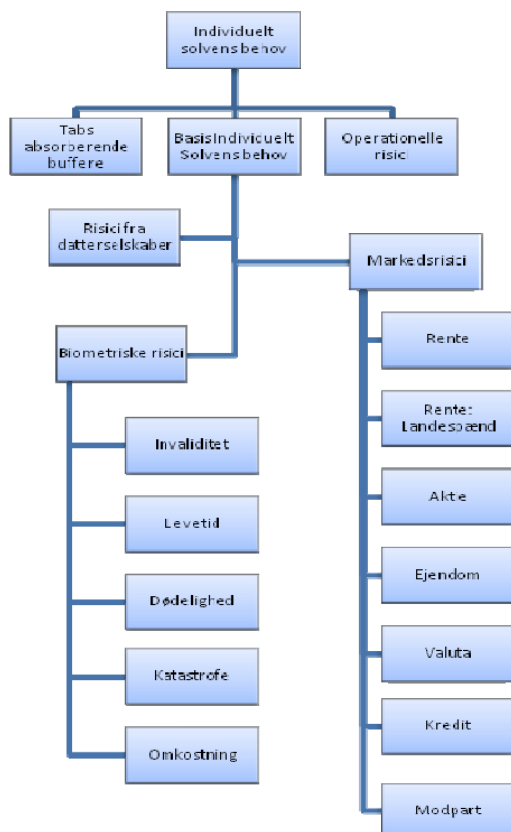 Individuelt
solvensbehov
Tabs
absorberende
buffere
BasisIndividuelt
Solvensbehov
Operationelle
risici
Risici fra
datterselskaber
Markedsrisici
Biometriske risici
Invaliditet
Levetid
Dødelighed
Katastrofe
Omkostning
Rente
Rente:
Landespænd
Aktie
Ejendom
Valuta
Kredit
Modpart